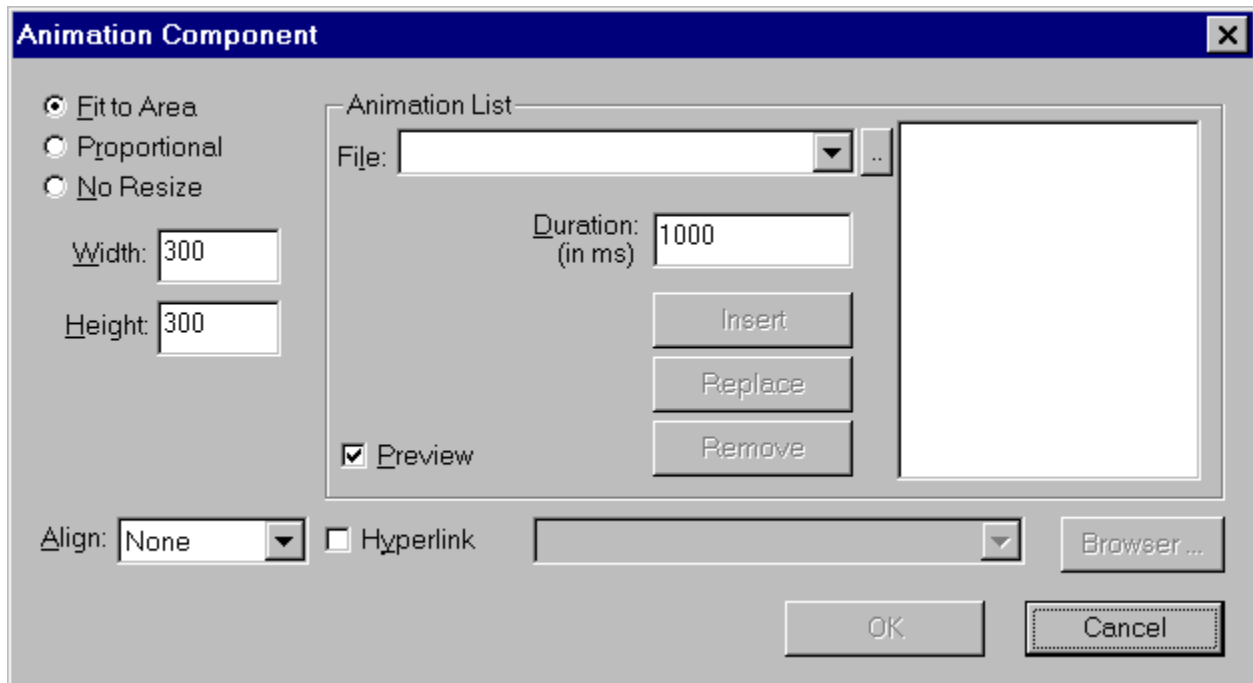 Animation Component
Fit to Area
Proportional
No Resize
Width: 300
Height: 300
Animation List
File:
..
Duration: 1000
(in ms)
Insert
Replace
Remove
Preview
Align: None
Hyperlink
Browser ...
OK
Cancel